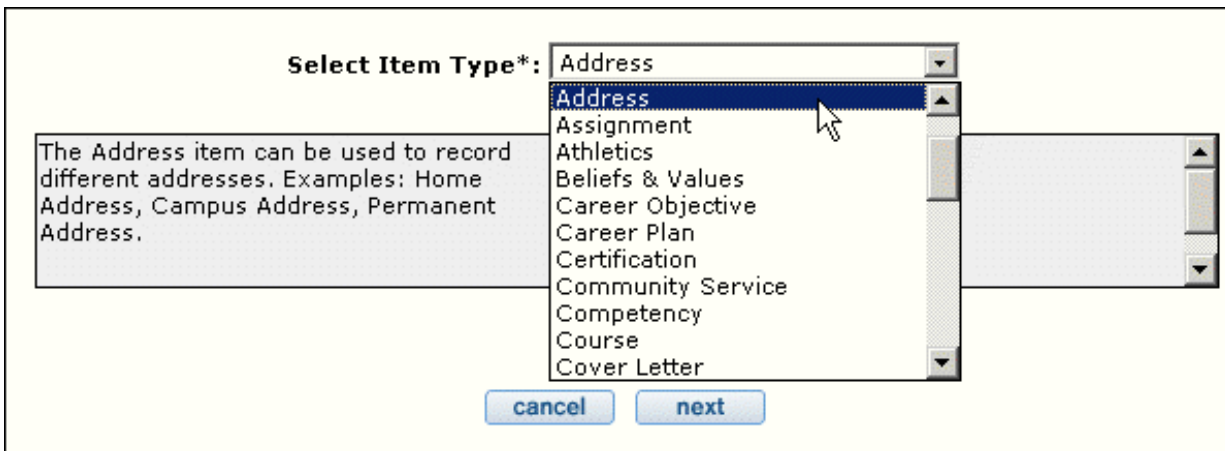 Select Item Type*: Address
Address
Assignment
Athletics
Beliefs & Values
Career Objective
Career Plan
Certification
Community Service
Competency
Course
Cover Letter
The Address item can be used to record
different addresses. Examples: Home
Address, Campus Address, Permanent
Address.
cancel next